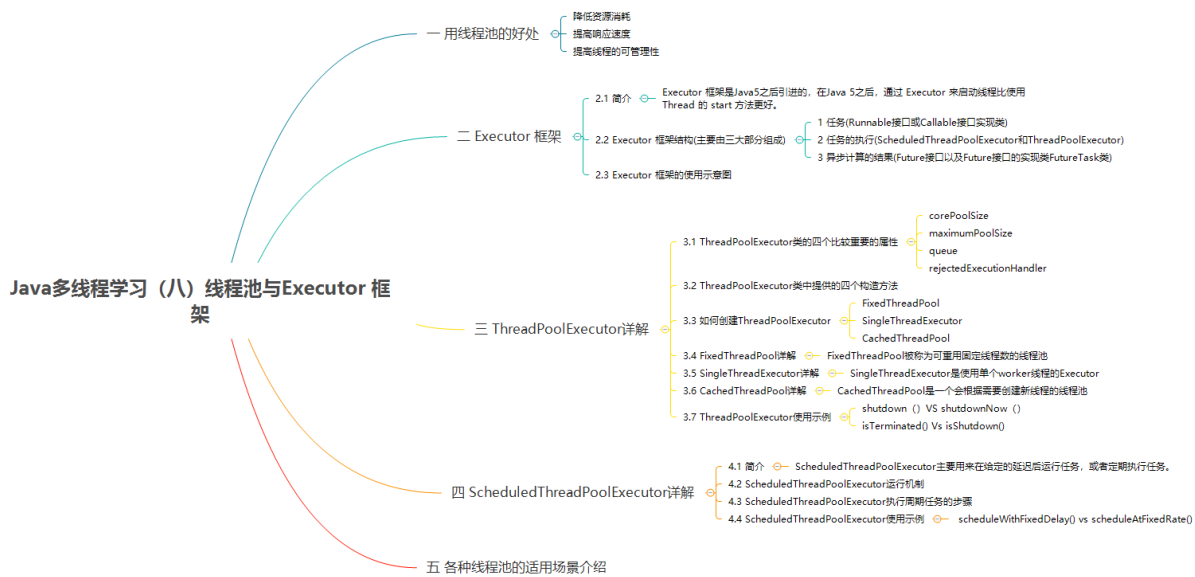 Java多线程学习（八）线程池与Executor 框
架
一 用线程池的好处
降低资源消耗
提高响应速度
提高线程的可管理性
二 Executor 框架
2.1 简介
Executor 框架是Java5之后引进的，在Java 5之后，通过 Executor 来启动线程比使用
Thread 的 start 方法更好。
2.2 Executor 框架结构(主要由三大部分组成)
1 任务(Runnable接口或Callable接口实现类)
2 任务的执行(ScheduledThreadPoolExecutor和ThreadPoolExecutor)
3 异步计算的结果(Future接口以及Future接口的实现类FutureTask类)
2.3 Executor 框架的使用示意图
三 ThreadPoolExecutor详解
3.1 ThreadPoolExecutor类的四个比较重要的属性
corePoolSize
maximumPoolSize
queue
rejectedExecutionHandler
3.2 ThreadPoolExecutor类中提供的四个构造方法
3.3 如何创建ThreadPoolExecutor
FixedThreadPool
SingleThreadExecutor
CachedThreadPool
3.4 FixedThreadPool详解
FixedThreadPool被称为可重用固定线程数的线程池
3.5 SingleThreadExecutor详解
SingleThreadExecutor是使用单个worker线程的Executor
3.6 CachedThreadPool详解
CachedThreadPool是一个会根据需要创建新线程的线程池
3.7 ThreadPoolExecutor使用示例
shutdown（）VS shutdownNow（）
isTerminated() Vs isShutdown()
四 ScheduledThreadPoolExecutor详解
4.1 简介
ScheduledThreadPoolExecutor主要用来在给定的延迟后运行任务，或者定期执行任务。
4.2 ScheduledThreadPoolExecutor运行机制
4.3 ScheduledThreadPoolExecutor执行周期任务的步骤
4.4 ScheduledThreadPoolExecutor使用示例
scheduleWithFixedDelay() vs scheduleAtFixedRate()
五 各种线程池的适用场景介绍